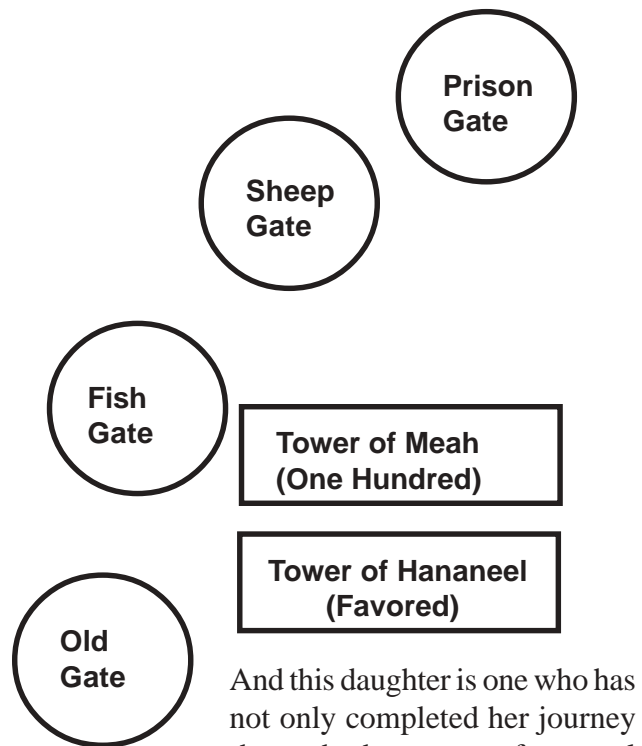 Prison
Gate
Sheep
Gate
Fish
Gate
Tower of Meah
(One Hundred)
Tower of Hananeel
(Favored)
Old
Gate
And this daughter is one who has
not only completed her journey